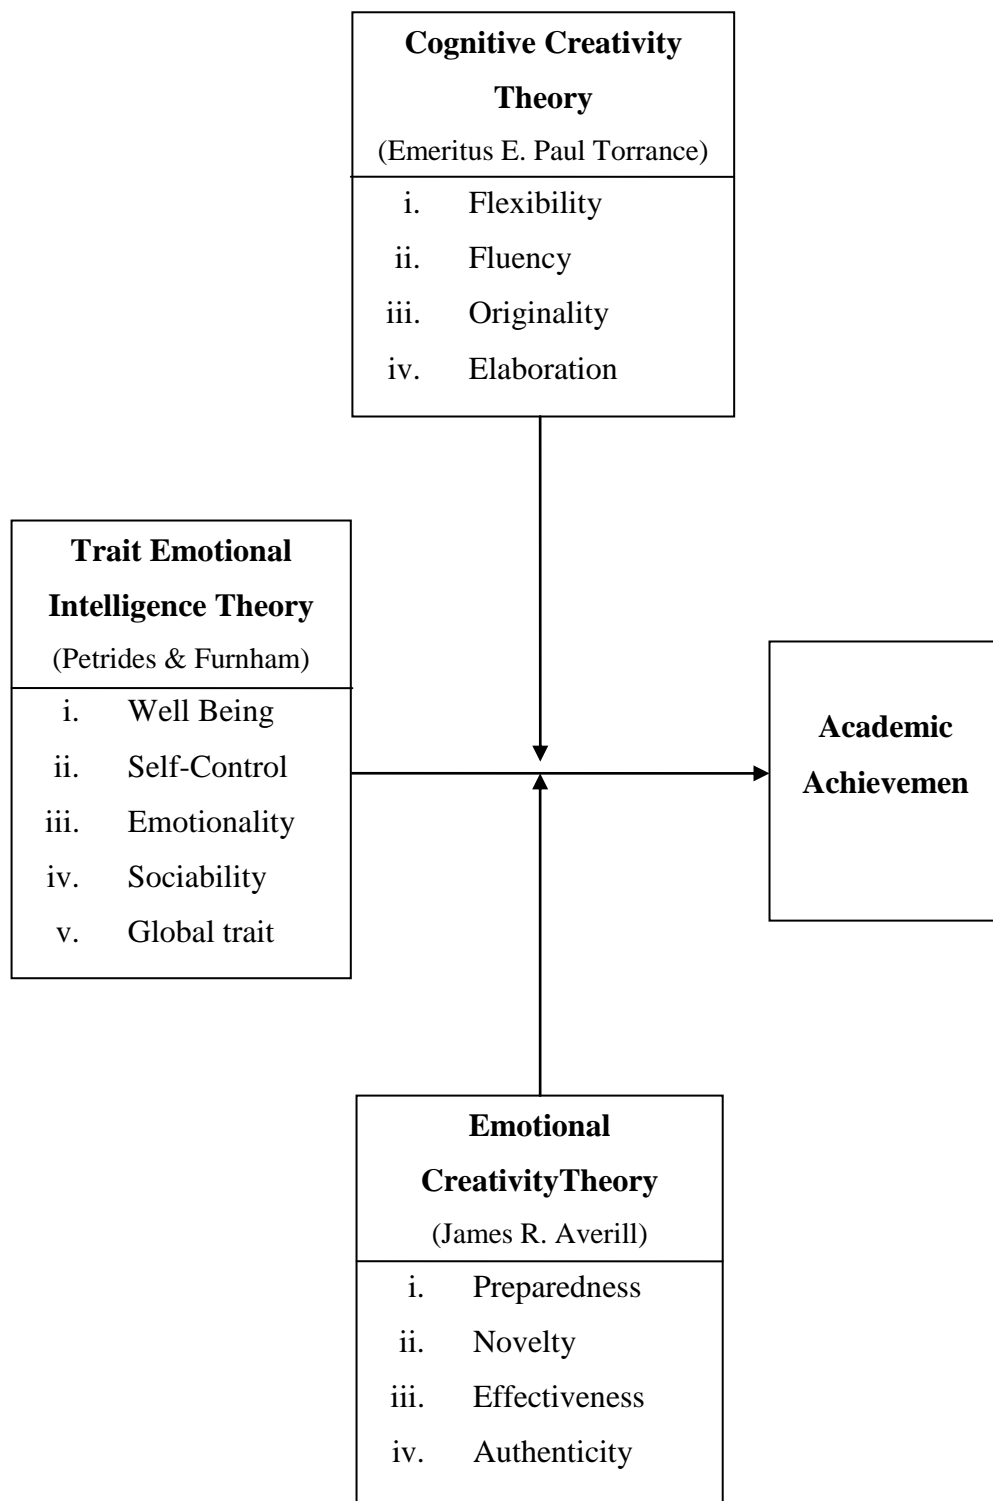 Cognitive Creativity
Theory
(Emeritus E. Paul Torrance)
i. Flexibility
ii. Fluency
iii. Originality
iv. Elaboration
Trait Emotional
Intelligence Theory
(Petrides & Furnham)
i. Well Being
ii. Self-Control
iii. Emotionality
iv. Sociability
v. Global trait
Academic
Achievemen
Emotional
CreativityTheory
(James R. Averill)
i. Preparedness
ii. Novelty
iii. Effectiveness
iv. Authenticity